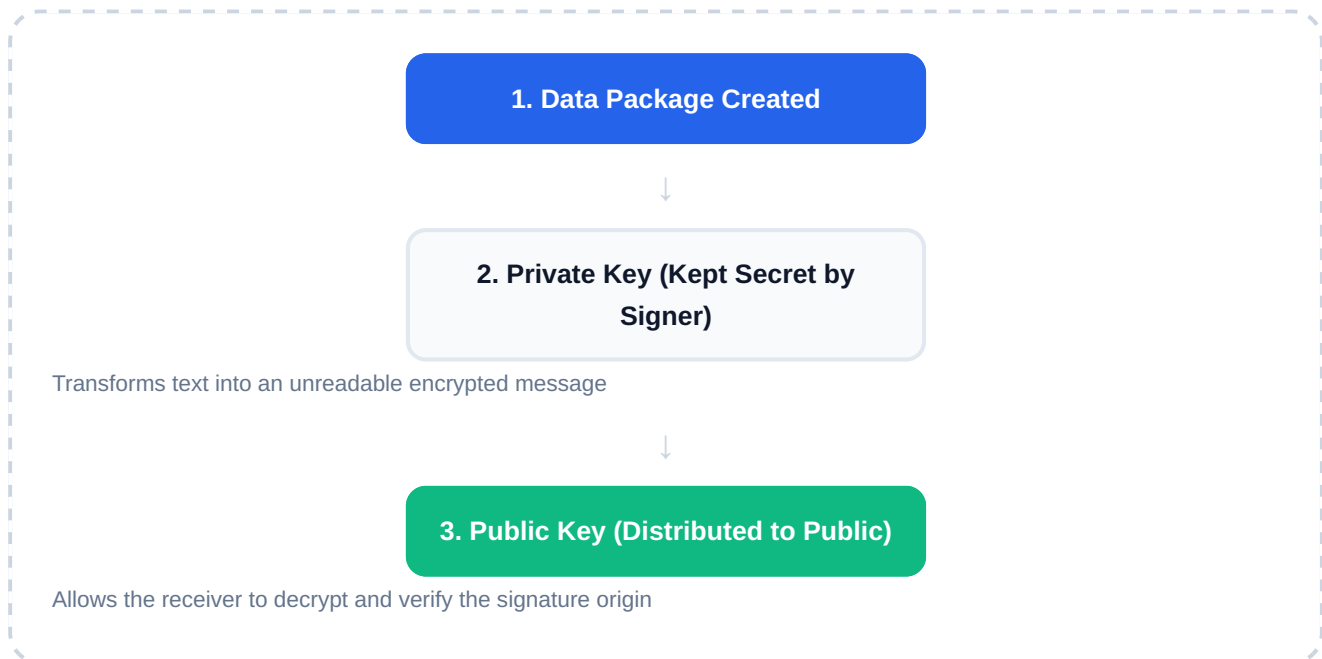 1. Data Package Created
↓
2. Private Key (Kept Secret by
Signer)
Transforms text into an unreadable encrypted message
↓
3. Public Key (Distributed to Public)
Allows the receiver to decrypt and verify the signature origin